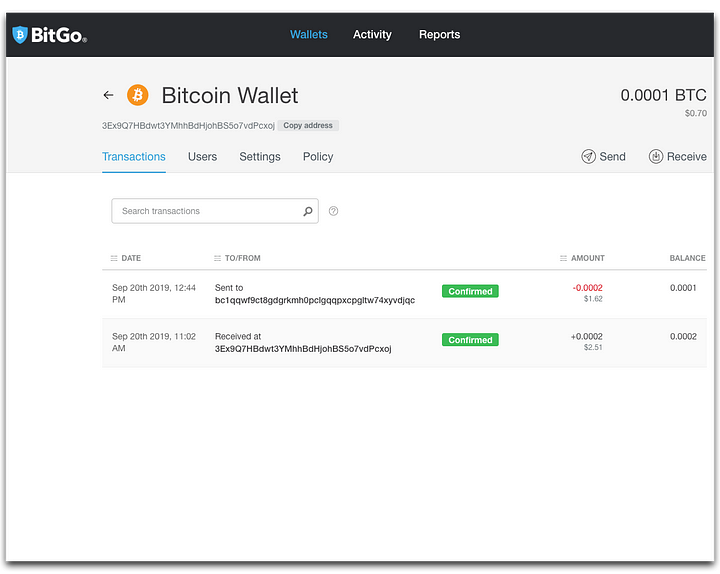 BitGo®
Wallets Activity Reports
Bitcoin Wallet
0.0001 BTC
$0.70
3Ex9Q7HBdwt3YMhhBdHjohBS5o7vdPcxoj Copy address
Transactions Users Settings Policy Send Receive
Search transactions
DATE TO/FROM AMOUNT BALANCE
Sep 20th 2019, 12:44 Sent to Confirmed -0.0002 0.0001
PM bc1qqwf9ct8gdgrkmh0pclgqqpxcpgltw74xyvdjqc $1.62
Sep 20th 2019, 11:02 Received at Confirmed +0.0002 0.0002
AM 3Ex9Q7HBdwt3YMhhBdHjohBS5o7vdPcxoj $2.51